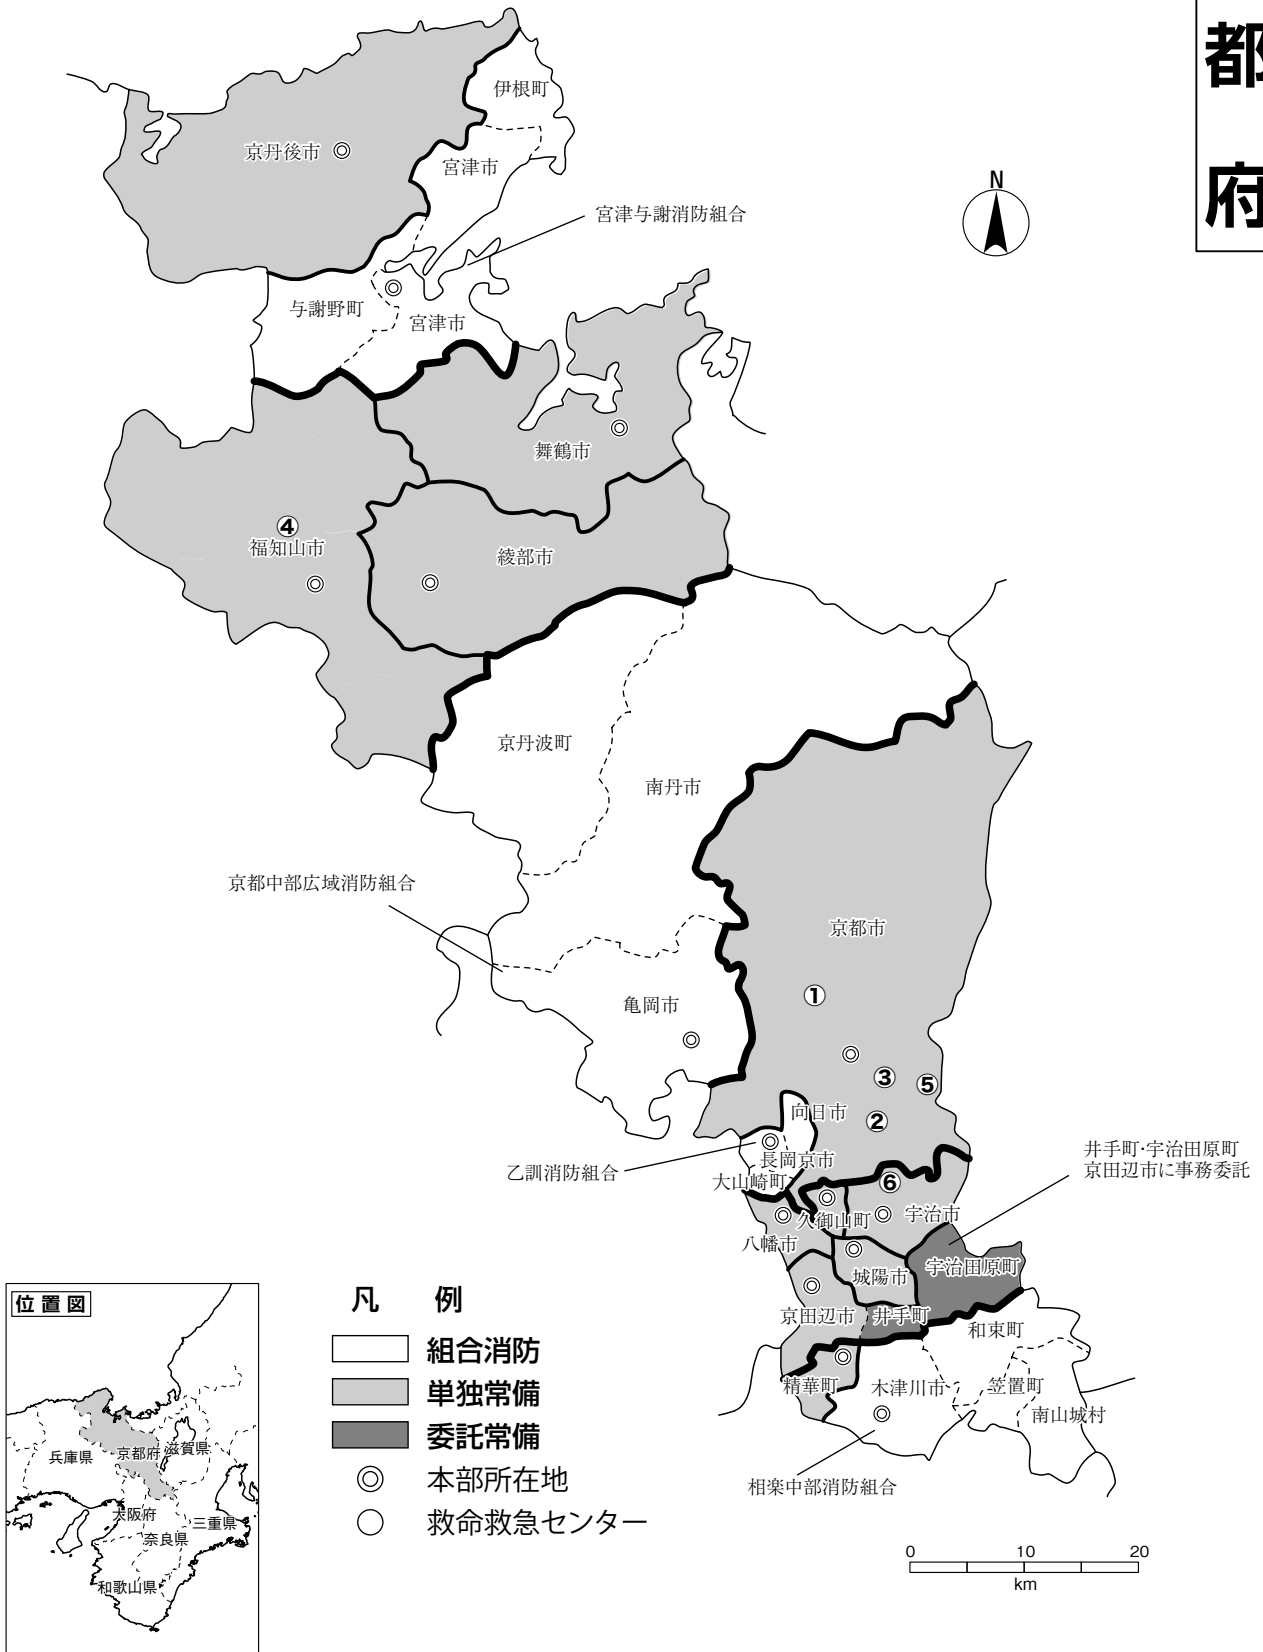 都
府
伊根町
京丹後市
宮津市
N
宮津与謝消防組合
与謝野町
宮津市
舞鶴市
④
福知山市
綾部市
京丹波町
南丹市
京都中部広域消防組合
京都市
①
亀岡市
③
⑤
向日市
②
長岡京市
乙訓消防組合
大山崎町
井手町・宇治田原町
京田辺市に事務委託
⑥
久御山町
宇治市
八幡市
城陽市
宇治田原町
京田辺市
井手町
和束町
精華町
木津川市
笠置町
南山城村
相楽中部消防組合
凡 例
組合消防
単独常備
委託常備
本部所在地
救命救急センター
0 10 20
km
位置図
兵庫県
京都府
滋賀県
大阪府
三重県
奈良県
和歌山県